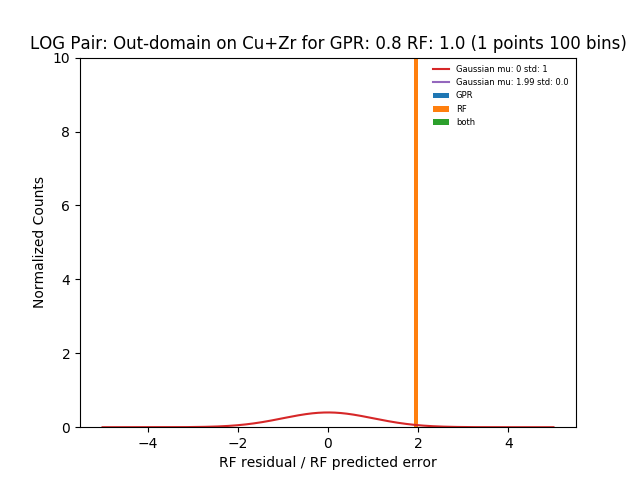 LOG Pair: Out-domain on Cu+Zr for GPR: 0.8 RF: 1.0 (1 points 100 bins)
Gaussian mu: 0 std: 1
Gaussian mu: 1.99 std: 0.0
GPR
RF
both
Normalized Counts
10
8
6
4
2
0
−4
−2
0
2
4
RF residual / RF predicted error